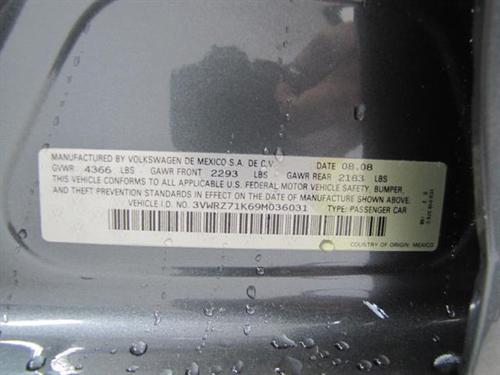 MANUFACTURED BY VOLKSWAGEN DE MEXICO S.A. DE C.V. DATE 08.08
GVWR 4366 LBS GAWR FRONT 2293 LBS GAWR REAR 2183 LBS
THIS VEHICLE CONFORMS TO ALL APPLICABLE U.S. FEDERAL MOTOR VEHICLE SAFETY, BUMPER,
AND THEFT PREVENTION STANDARDS IN EFFECT ON THE DATE OF MANUFACTURE SHOWN ABOVE.
VEHICLE I.D. NO. 3VWRZ71K69M036031 TYPE: PASSENGER CAR
COUNTRY OF ORIGIN: MEXICO